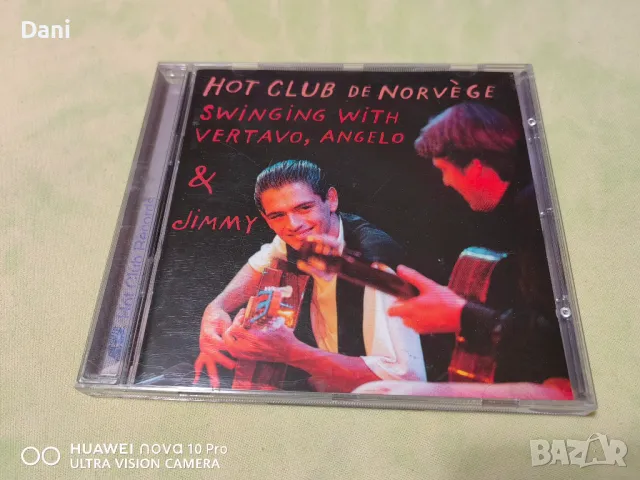 Dani
HOT CLUB DE NORVÈGE
SWINGING WITH
VERTAVO, ANGELO
&
JIMMY
Hot Club Records
HUAWEI nova 10 Pro
ULTRA VISION CAMERA
BAZAR